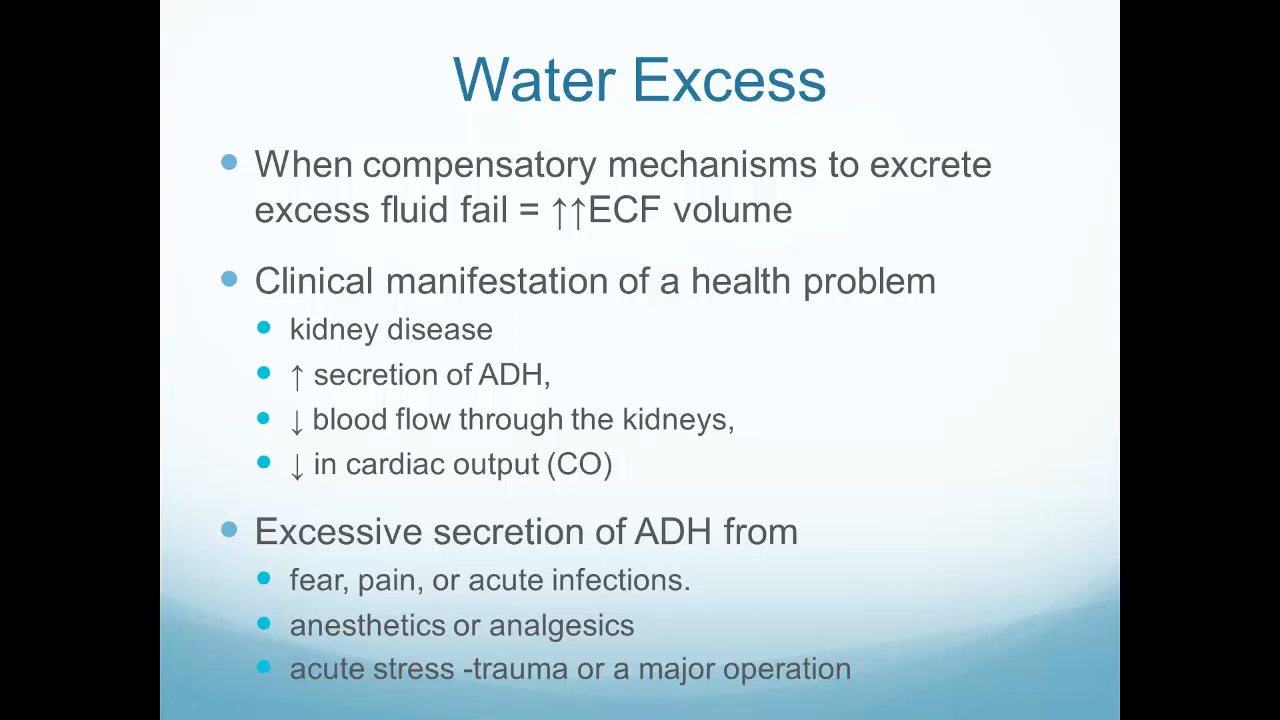 Water Excess
• When compensatory mechanisms to excrete
excess fluid fail = ↑↑ECF volume
• Clinical manifestation of a health problem
• kidney disease
• ↑ secretion of ADH,
• ↓ blood flow through the kidneys,
• ↓ in cardiac output (CO)
• Excessive secretion of ADH from
• fear, pain, or acute infections.
• anesthetics or analgesics
• acute stress -trauma or a major operation